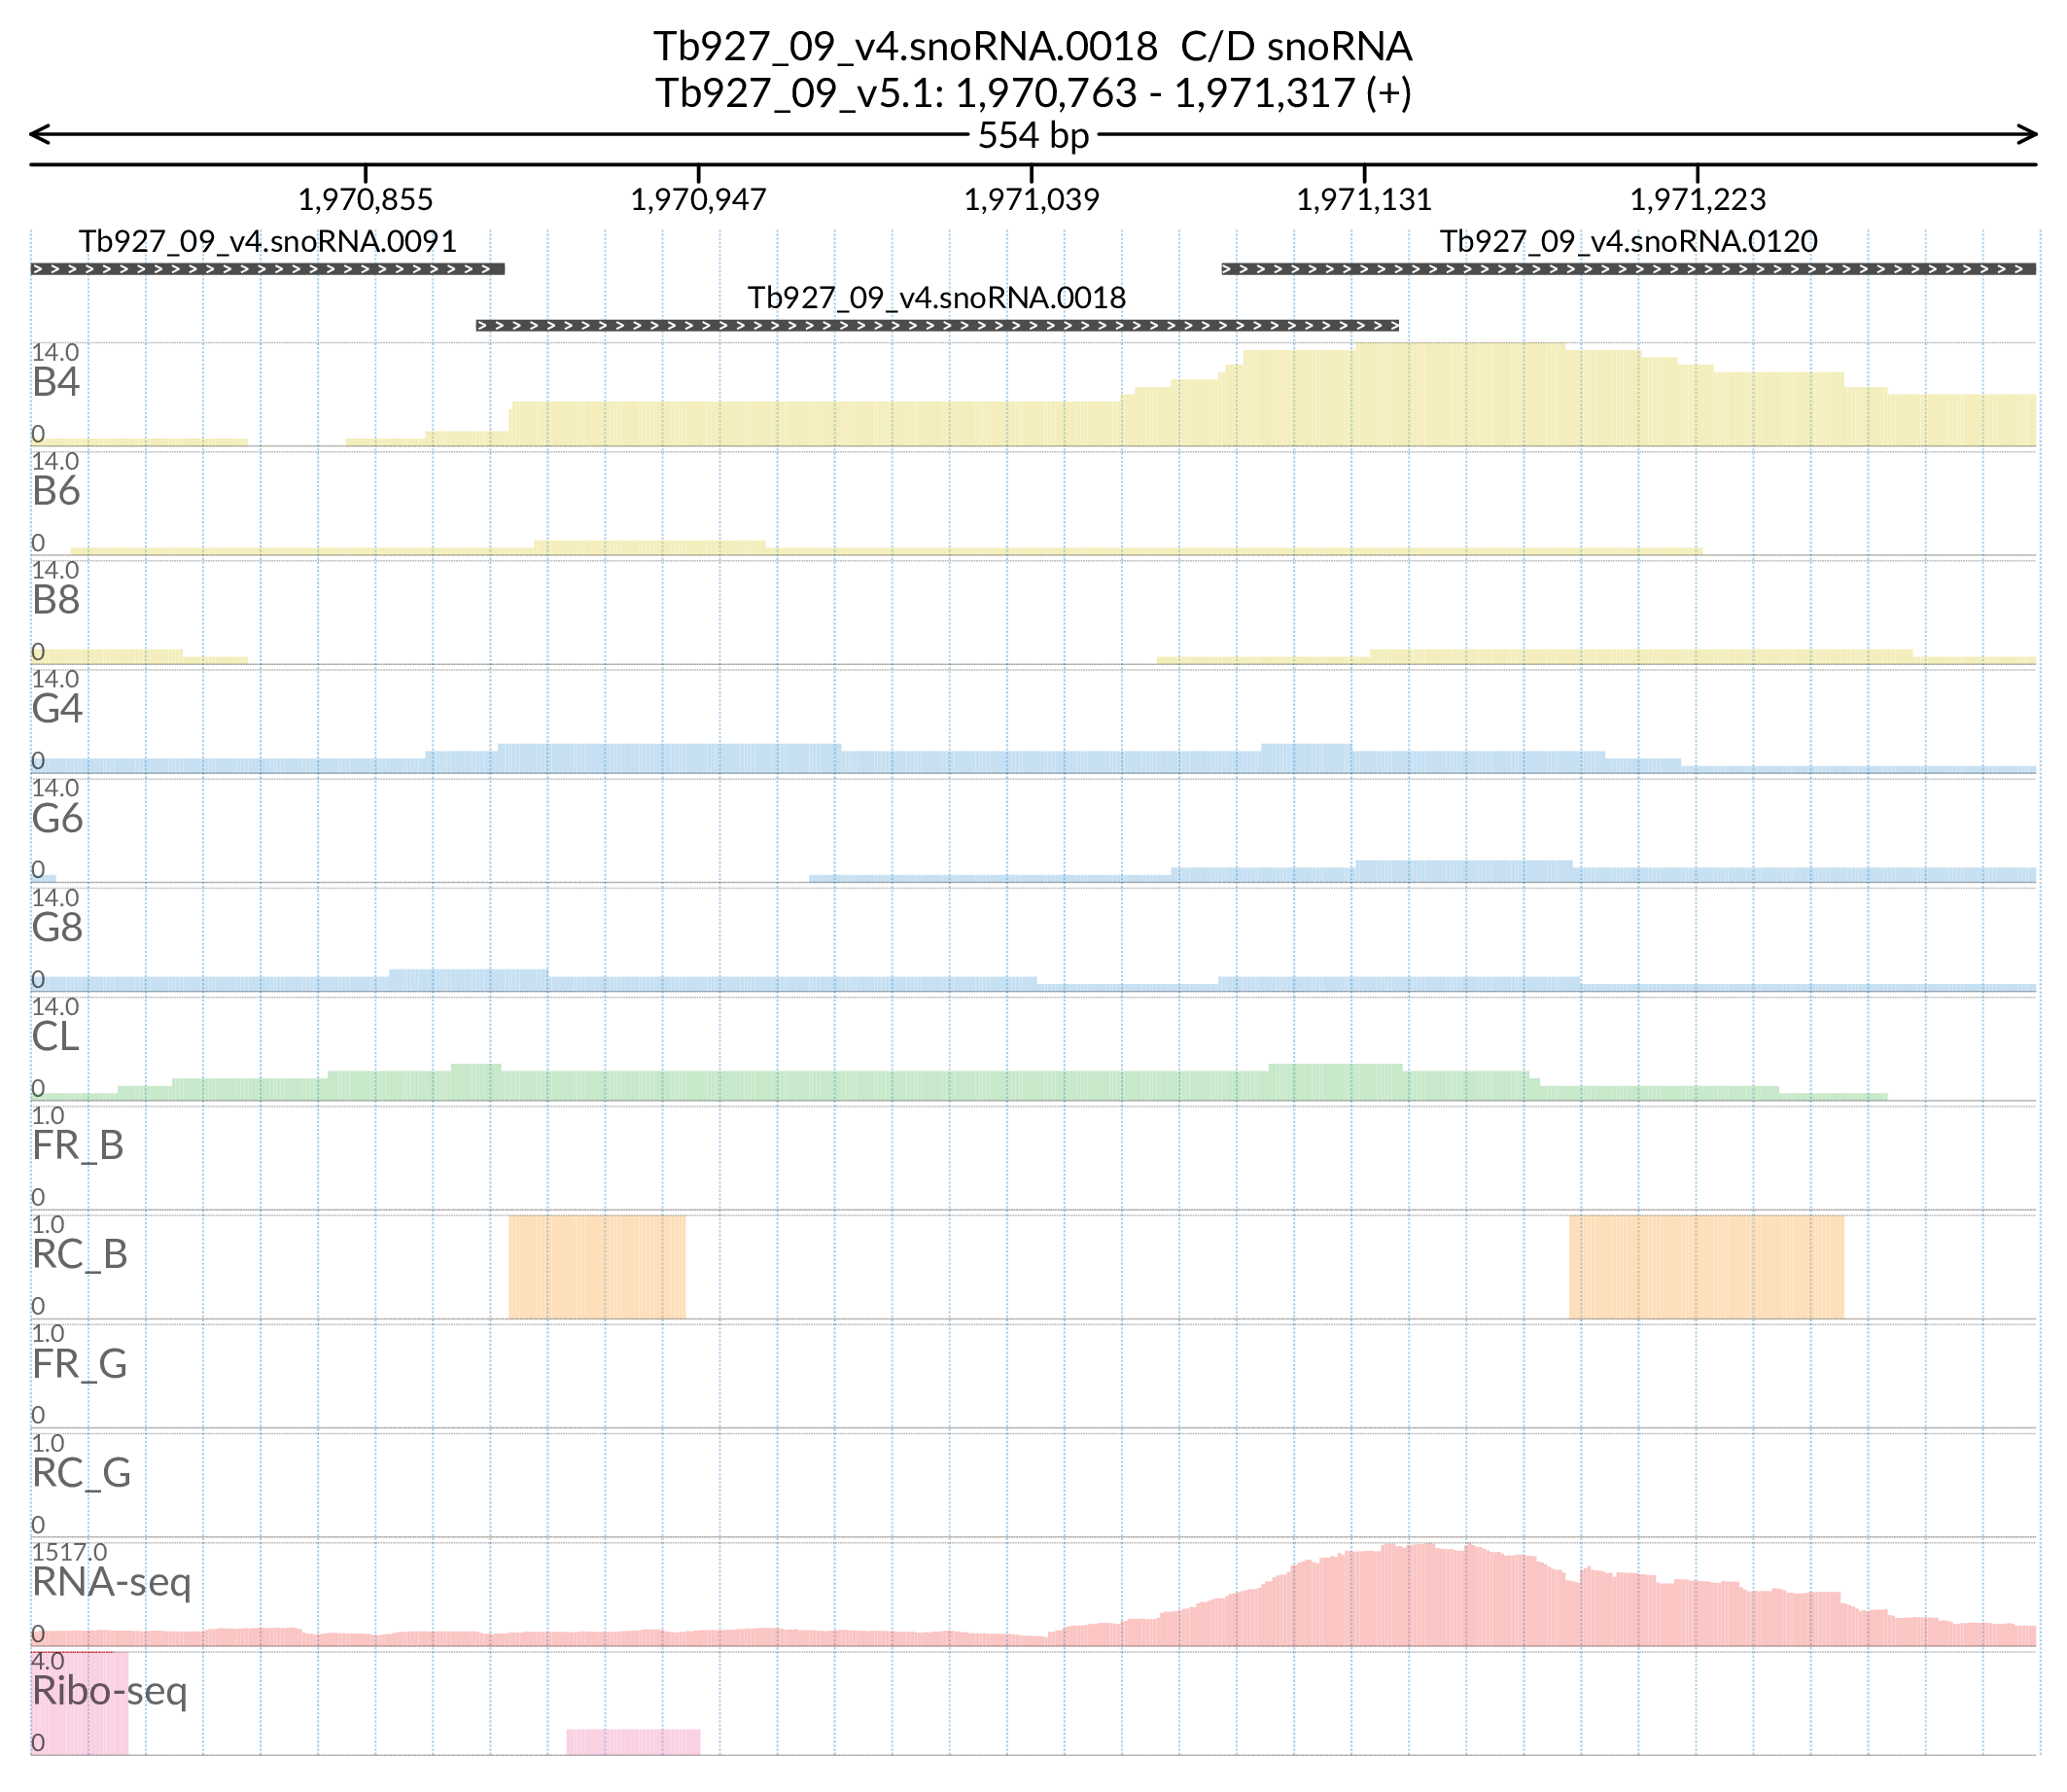 Tb927_09_v4.snoRNA.0018  C/D snoRNA
Tb927_09_v5.1: 1,970,763 - 1,971,317 (+)
554 bp
1,970,855 1,970,947 1,971,039 1,971,131 1,971,223
Tb927_09_v4.snoRNA.0091 Tb927_09_v4.snoRNA.0120
Tb927_09_v4.snoRNA.0018
14.0
B4
0
14.0
B6
0
14.0
B8
0
14.0
G4
0
14.0
G6
0
14.0
G8
0
14.0
CL
0
1.0
FR_B
0
1.0
RC_B
0
1.0
FR_G
0
1.0
RC_G
0
1517.0
RNA-seq
0
4.0
Ribo-seq
0